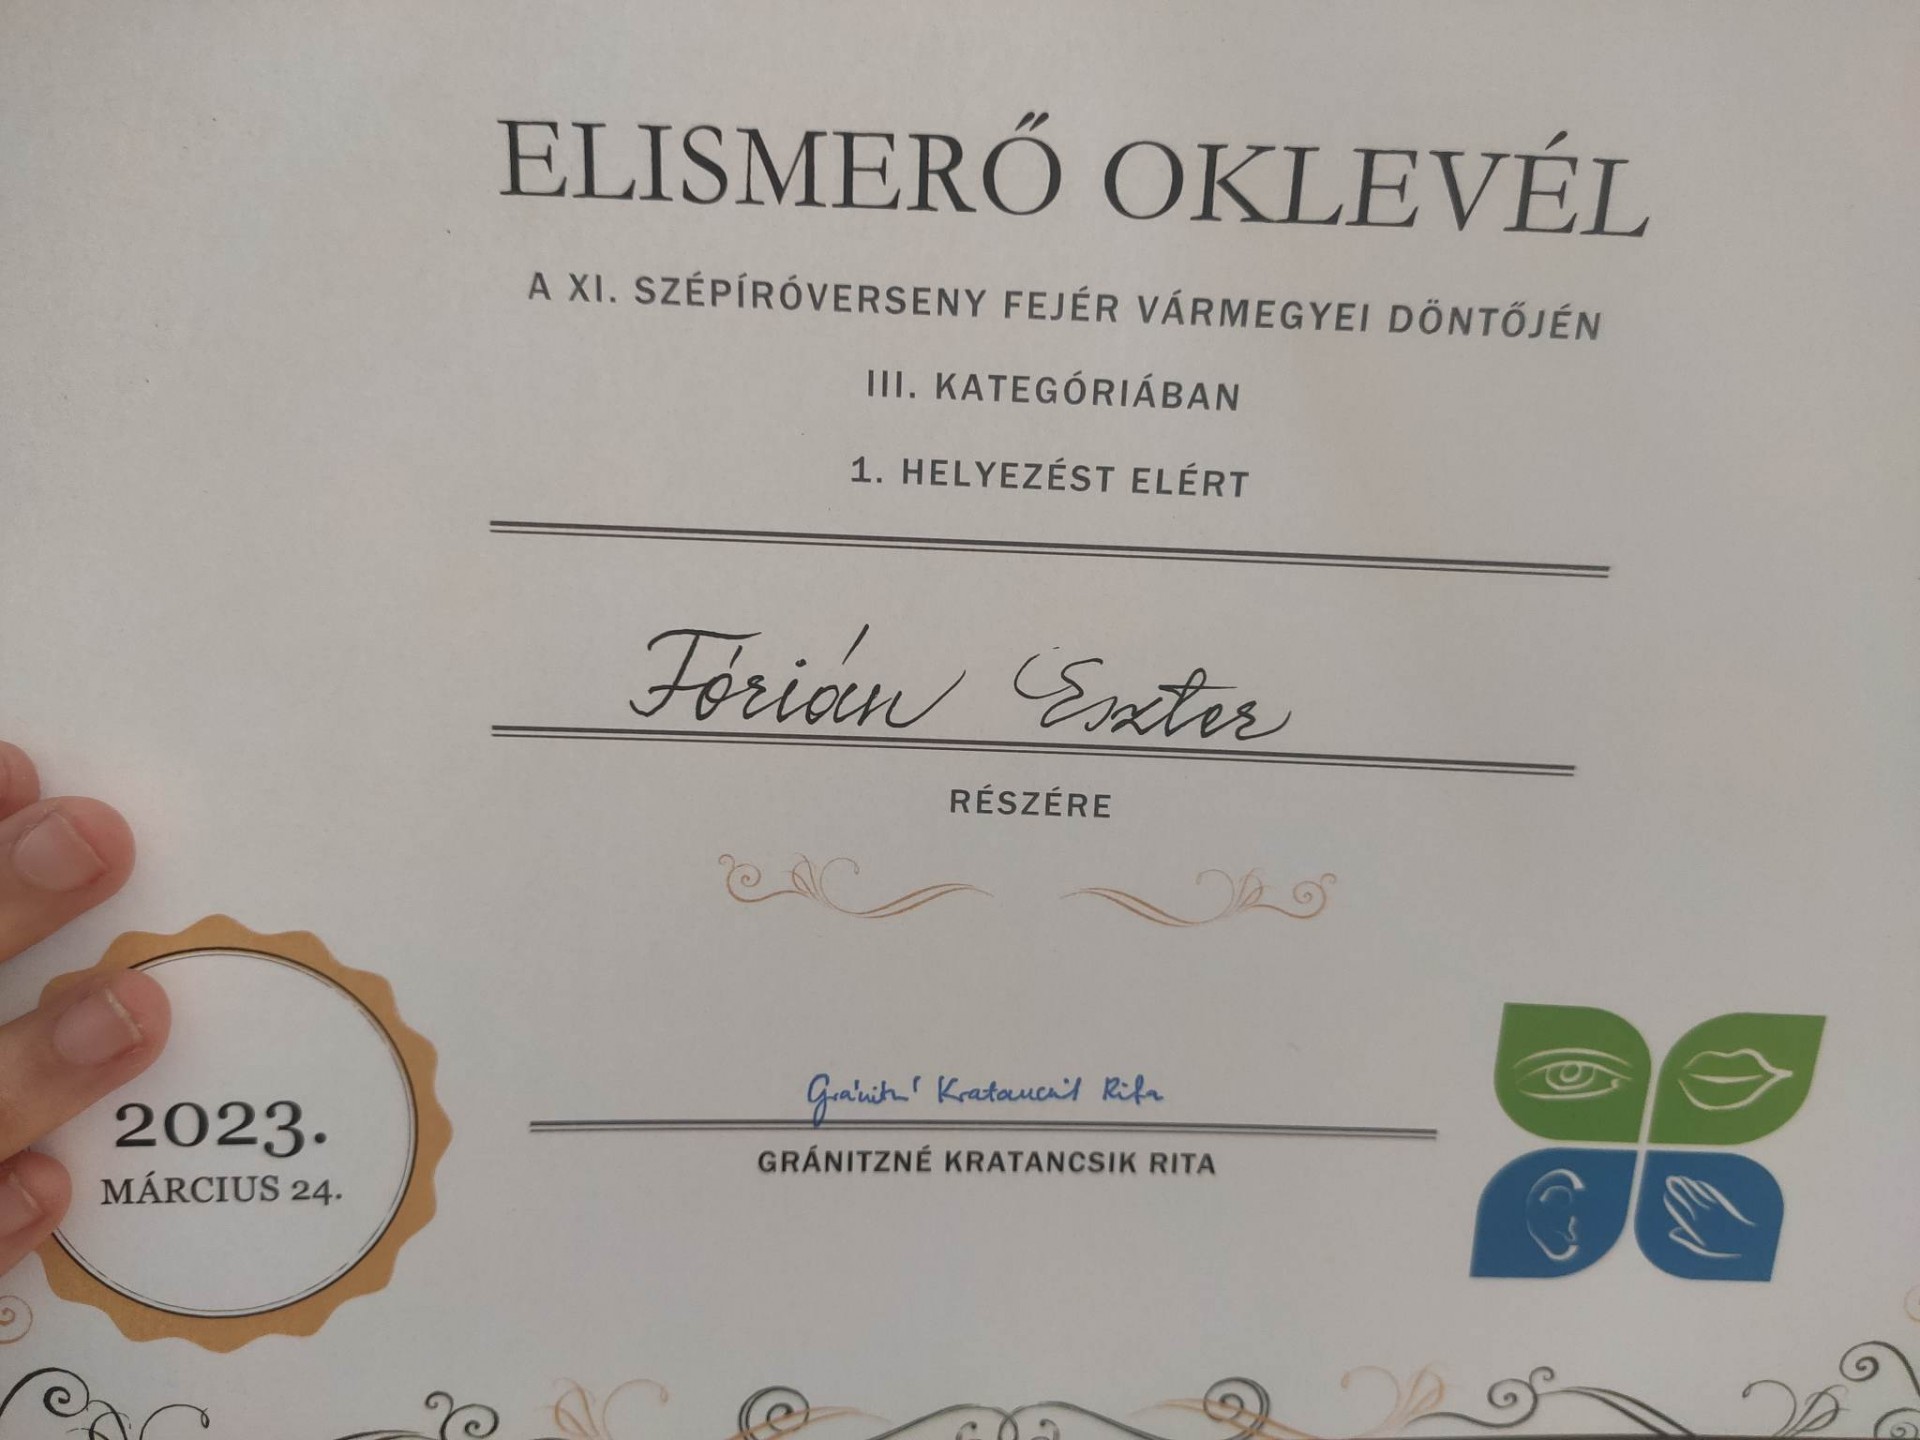 ELISMERŐ OKLEVÉL
A XI. SZÉPÍRÓVERSENY FEJÉR VÁRMEGYEI DÖNTŐJÉN
III. KATEGÓRIÁBAN
1. HELYEZÉST ELÉRT
Fórián Eszter
RÉSZÉRE
2023.
MÁRCIUS 24.
Gránitzné Kratancsik Rita
GRÁNITZNÉ KRATANCSIK RITA